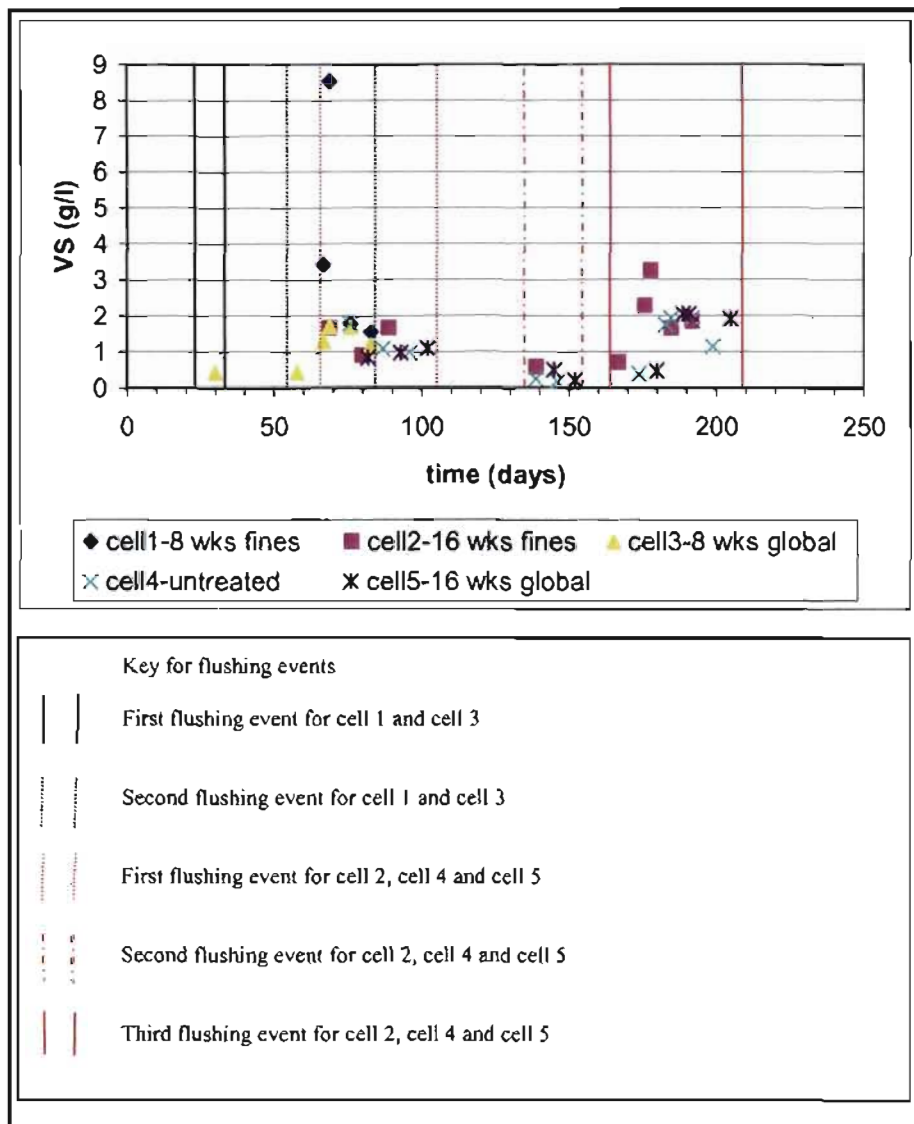 9
8
7
6
5
4
3
2
1
0
VS (g/l)
0 50 100 150 200 250
time (days)
cell1-8 wks fines cell2-16 wks fines cell3-8 wks global
cell4-untreated cell5-16 wks global
Key for flushing events
First flushing event for cell 1 and cell 3
Second flushing event for cell 1 and cell 3
First flushing event for cell 2, cell 4 and cell 5
Second flushing event for cell 2, cell 4 and cell 5
Third flushing event for cell 2, cell 4 and cell 5